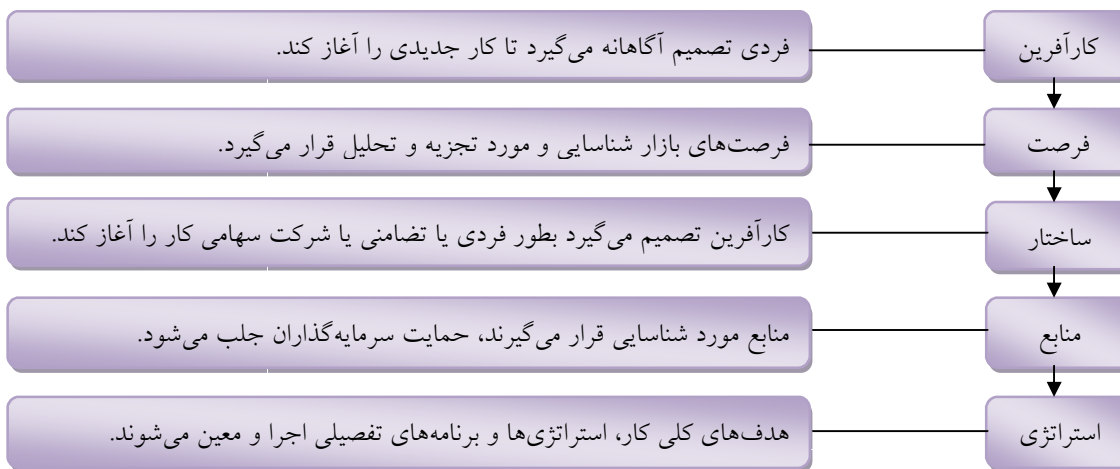 کارآفرین
فردی تصمیم آگاهانه می‌گیرد تا کار جدیدی را آغاز کند.
فرصت
فرصت‌های بازار شناسایی و مورد تجزیه و تحلیل قرار می‌گیرد.
ساختار
کارآفرین تصمیم می‌گیرد بطور فردی یا تضامنی یا شرکت سهامی کار را آغاز کند.
منابع
منابع مورد شناسایی قرار می‌گیرند، حمایت سرمایه‌گذاران جلب می‌شود.
استراتژی
هدف‌های کلی کار، استراتژی‌ها و برنامه‌های تفصیلی اجرا و معین می‌شوند.